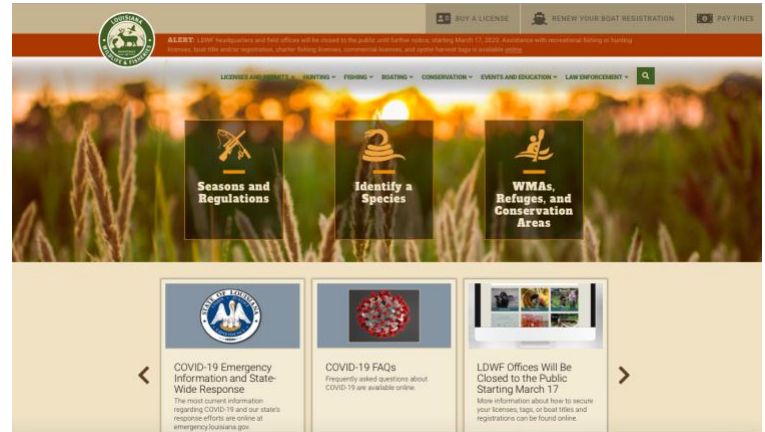 BUY A LICENSE
RENEW YOUR BOAT REGISTRATION
PAY FINES
LOUISIANA
WILDLIFE & FISHERIES
ALERT: LDWF headquarters and field offices will be closed to the public until further notice, starting March 17, 2020. Assistance with recreational fishing or hunting
licenses, boat title and/or registration, charter fishing licenses, commercial licenses, and oyster harvest tags is available online.
LICENSES AND PERMITS
HUNTING
FISHING
BOATING
CONSERVATION
EVENTS AND EDUCATION
LAW ENFORCEMENT
Seasons and
Regulations
Identify a
Species
WMAs,
Refuges, and
Conservation
Areas
STATE OF LOUISIANA
COVID-19 Emergency
Information and State-
Wide Response
The most current information
regarding COVID-19 and our state's
response efforts are online at
emergency.louisiana.gov.
COVID-19 FAQs
Frequently asked questions about
COVID-19 are available online.
LDWF Offices Will Be
Closed to the Public
Starting March 17
More information about how to secure
your licenses, tags, or boat titles and
registrations can be found online.